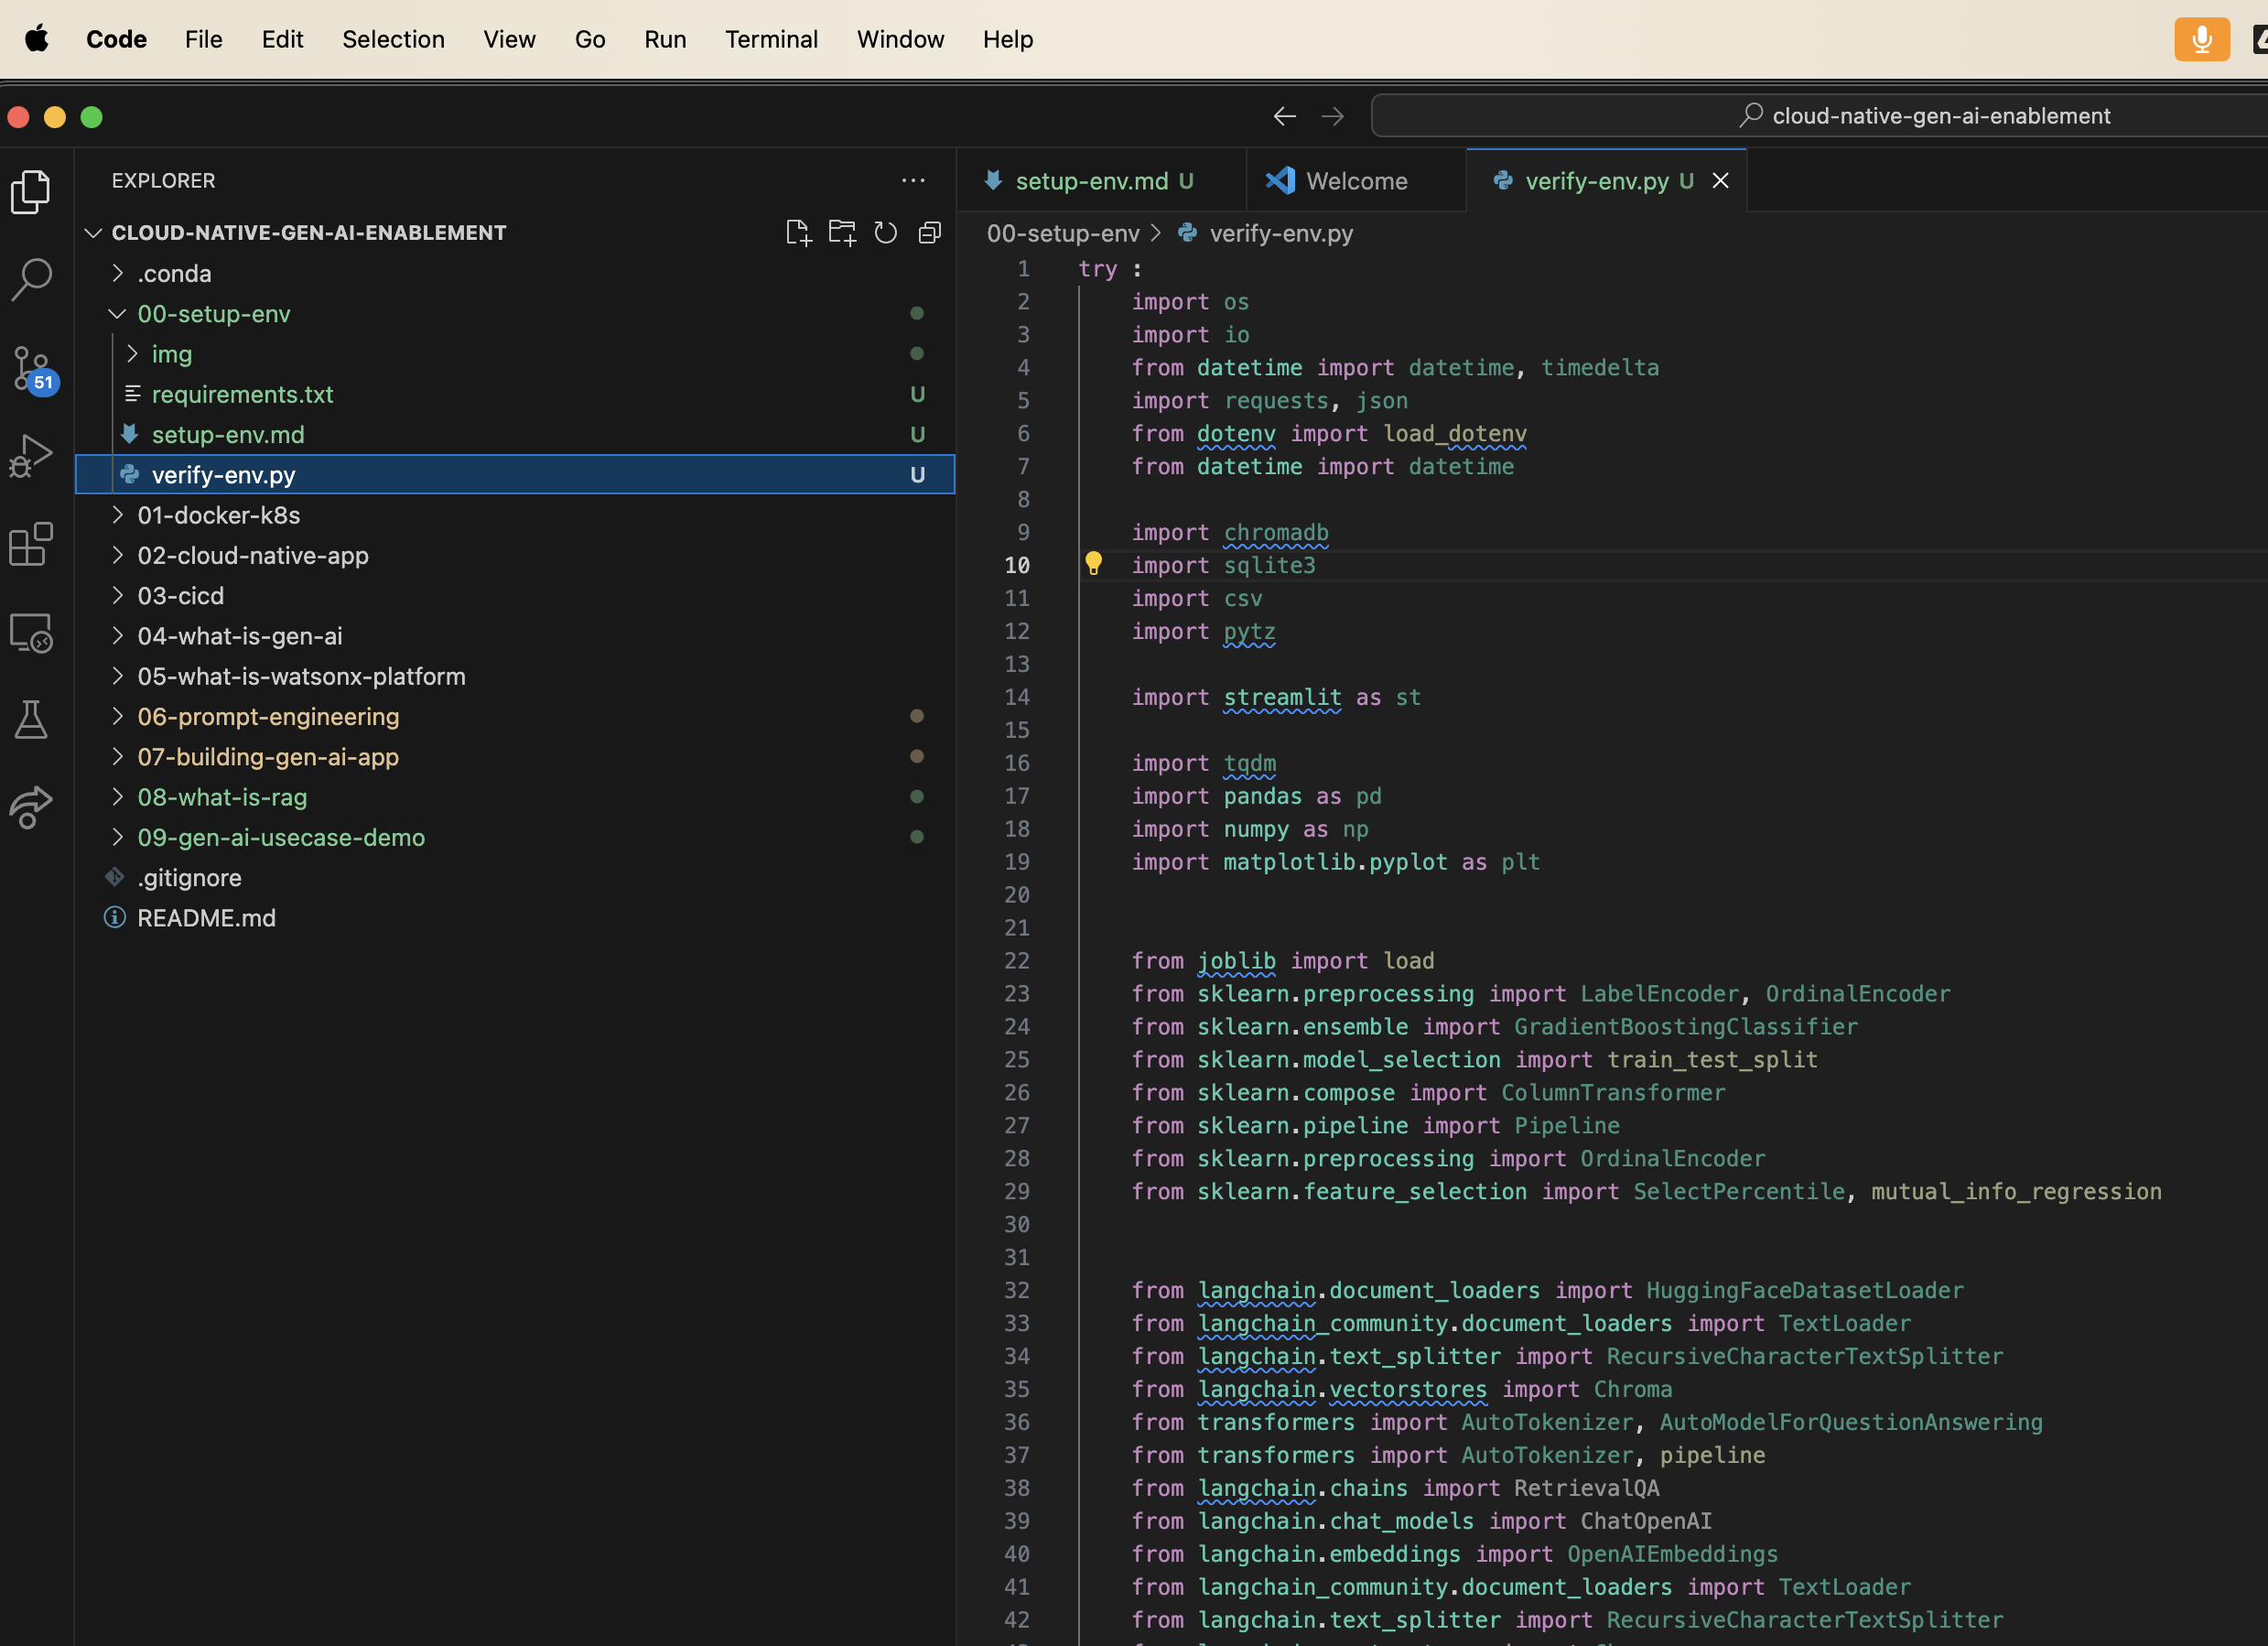 Code File Edit Selection View Go Run Terminal Window Help
cloud-native-gen-ai-enablement
EXPLORER
CLOUD-NATIVE-GEN-AI-ENABLEMENT
.conda
00-setup-env
img
requirements.txt U
setup-env.md U
verify-env.py U
01-docker-k8s
02-cloud-native-app
03-cicd
04-what-is-gen-ai
05-what-is-watsonx-platform
06-prompt-engineering
07-building-gen-ai-app
08-what-is-rag
09-gen-ai-usecase-demo
.gitignore
README.md
51
setup-env.md U Welcome verify-env.py U
00-setup-env > verify-env.py
1 try :
2 import os
3 import io
4 from datetime import datetime, timedelta
5 import requests, json
6 from dotenv import load_dotenv
7 from datetime import datetime
8
9 import chromadb
10 import sqlite3
11 import csv
12 import pytz
13
14 import streamlit as st
15
16 import tqdm
17 import pandas as pd
18 import numpy as np
19 import matplotlib.pyplot as plt
20
21
22 from joblib import load
23 from sklearn.preprocessing import LabelEncoder, OrdinalEncoder
24 from sklearn.ensemble import GradientBoostingClassifier
25 from sklearn.model_selection import train_test_split
26 from sklearn.compose import ColumnTransformer
27 from sklearn.pipeline import Pipeline
28 from sklearn.preprocessing import OrdinalEncoder
29 from sklearn.feature_selection import SelectPercentile, mutual_info_regression
30
31
32 from langchain.document_loaders import HuggingFaceDatasetLoader
33 from langchain_community.document_loaders import TextLoader
34 from langchain.text_splitter import RecursiveCharacterTextSplitter
35 from langchain.vectorstores import Chroma
36 from transformers import AutoTokenizer, AutoModelForQuestionAnswering
37 from transformers import AutoTokenizer, pipeline
38 from langchain.chains import RetrievalQA
39 from langchain.chat_models import ChatOpenAI
40 from langchain.embeddings import OpenAIEmbeddings
41 from langchain_community.document_loaders import TextLoader
42 from langchain.text_splitter import RecursiveCharacterTextSplitter